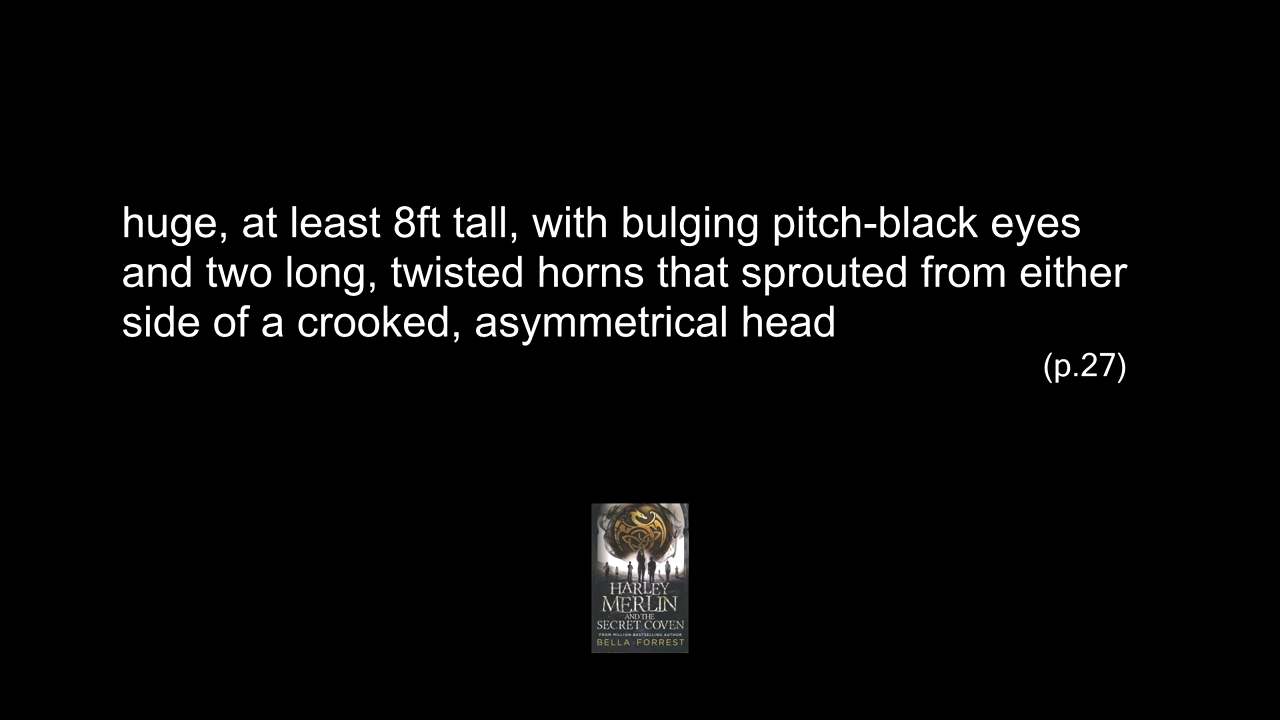 huge, at least 8ft tall, with bulging pitch-black eyes
and two long, twisted horns that sprouted from either
side of a crooked, asymmetrical head
(p.27)
HARLEY
MERLIN
AND THE
SECRET COVEN
FROM MILLION-BESTSELLING AUTHOR
BELLA FORREST